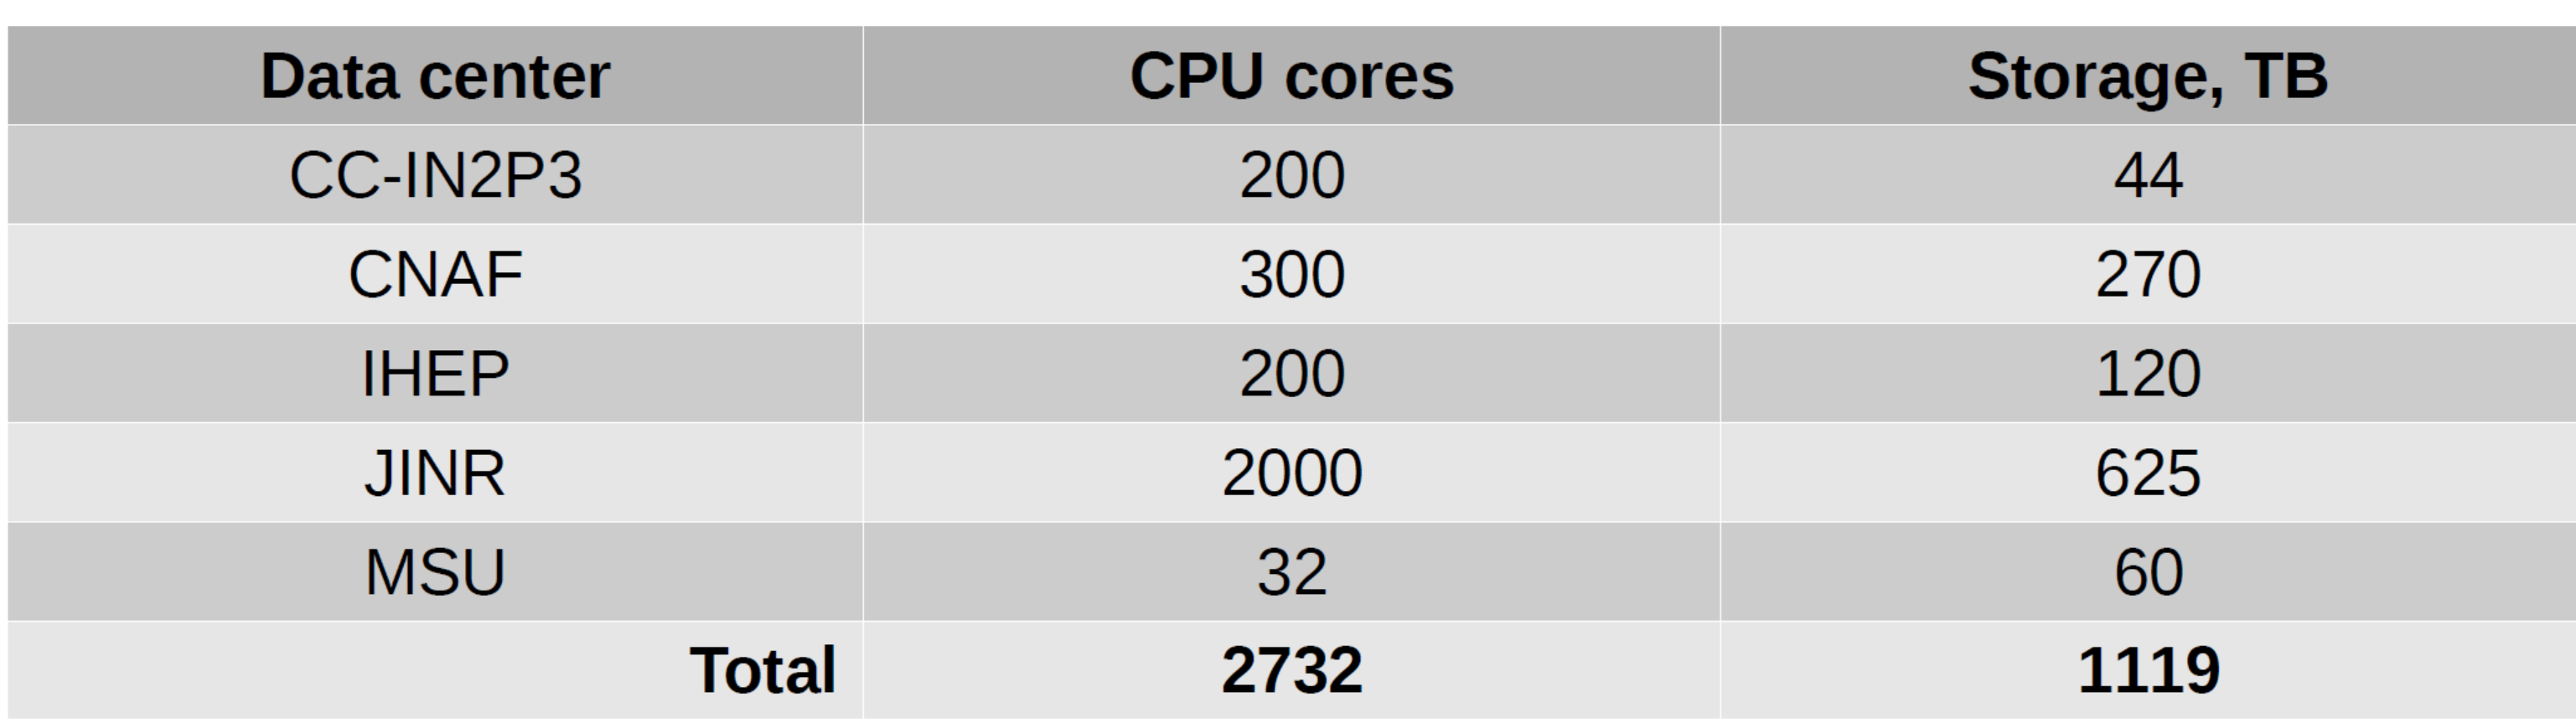 Data center CPU cores Storage, TB
CC-IN2P3 200 44
CNAF 300 270
IHEP 200 120
JINR 2000 625
MSU 32 60
Total 2732 1119